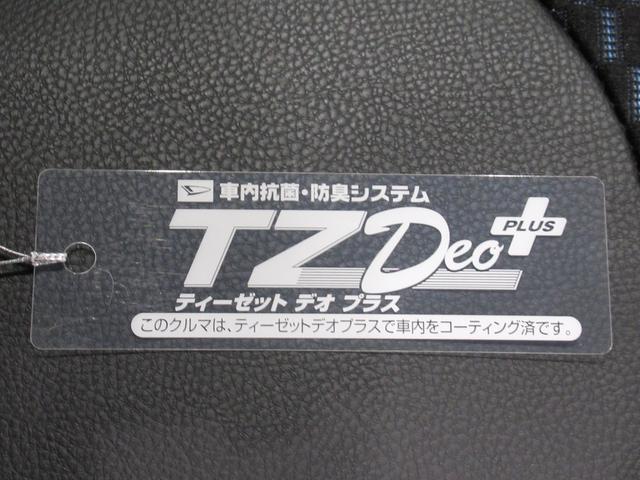 車内抗菌・防臭システム
TZ Deo PLUS
ティーゼット デオ プラス
このクルマは、ティーゼットデオプラスで車内をコーティング済です。